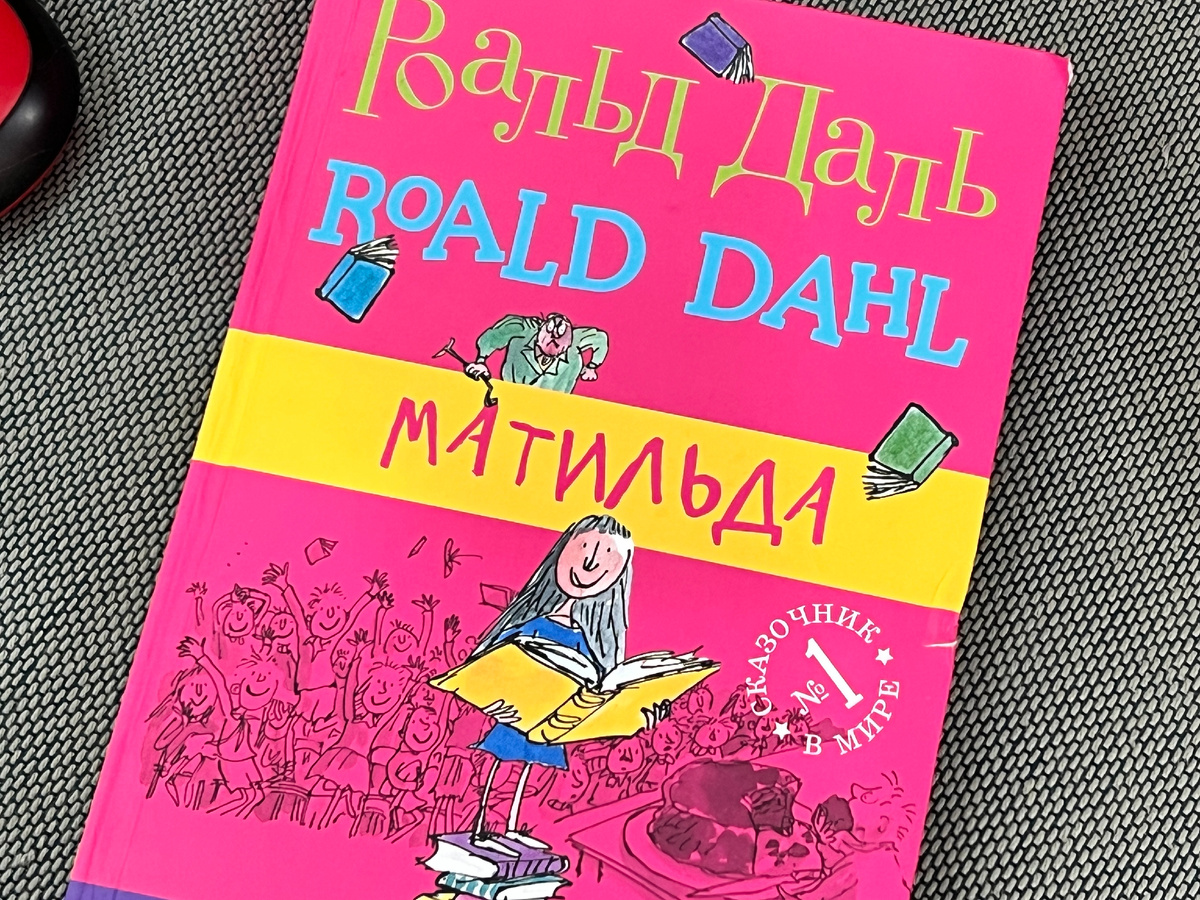 Роальд Даль
ROALD DAHL
МАТИЛЬДА
СКАЗОЧНИК
№1
В МИРЕ